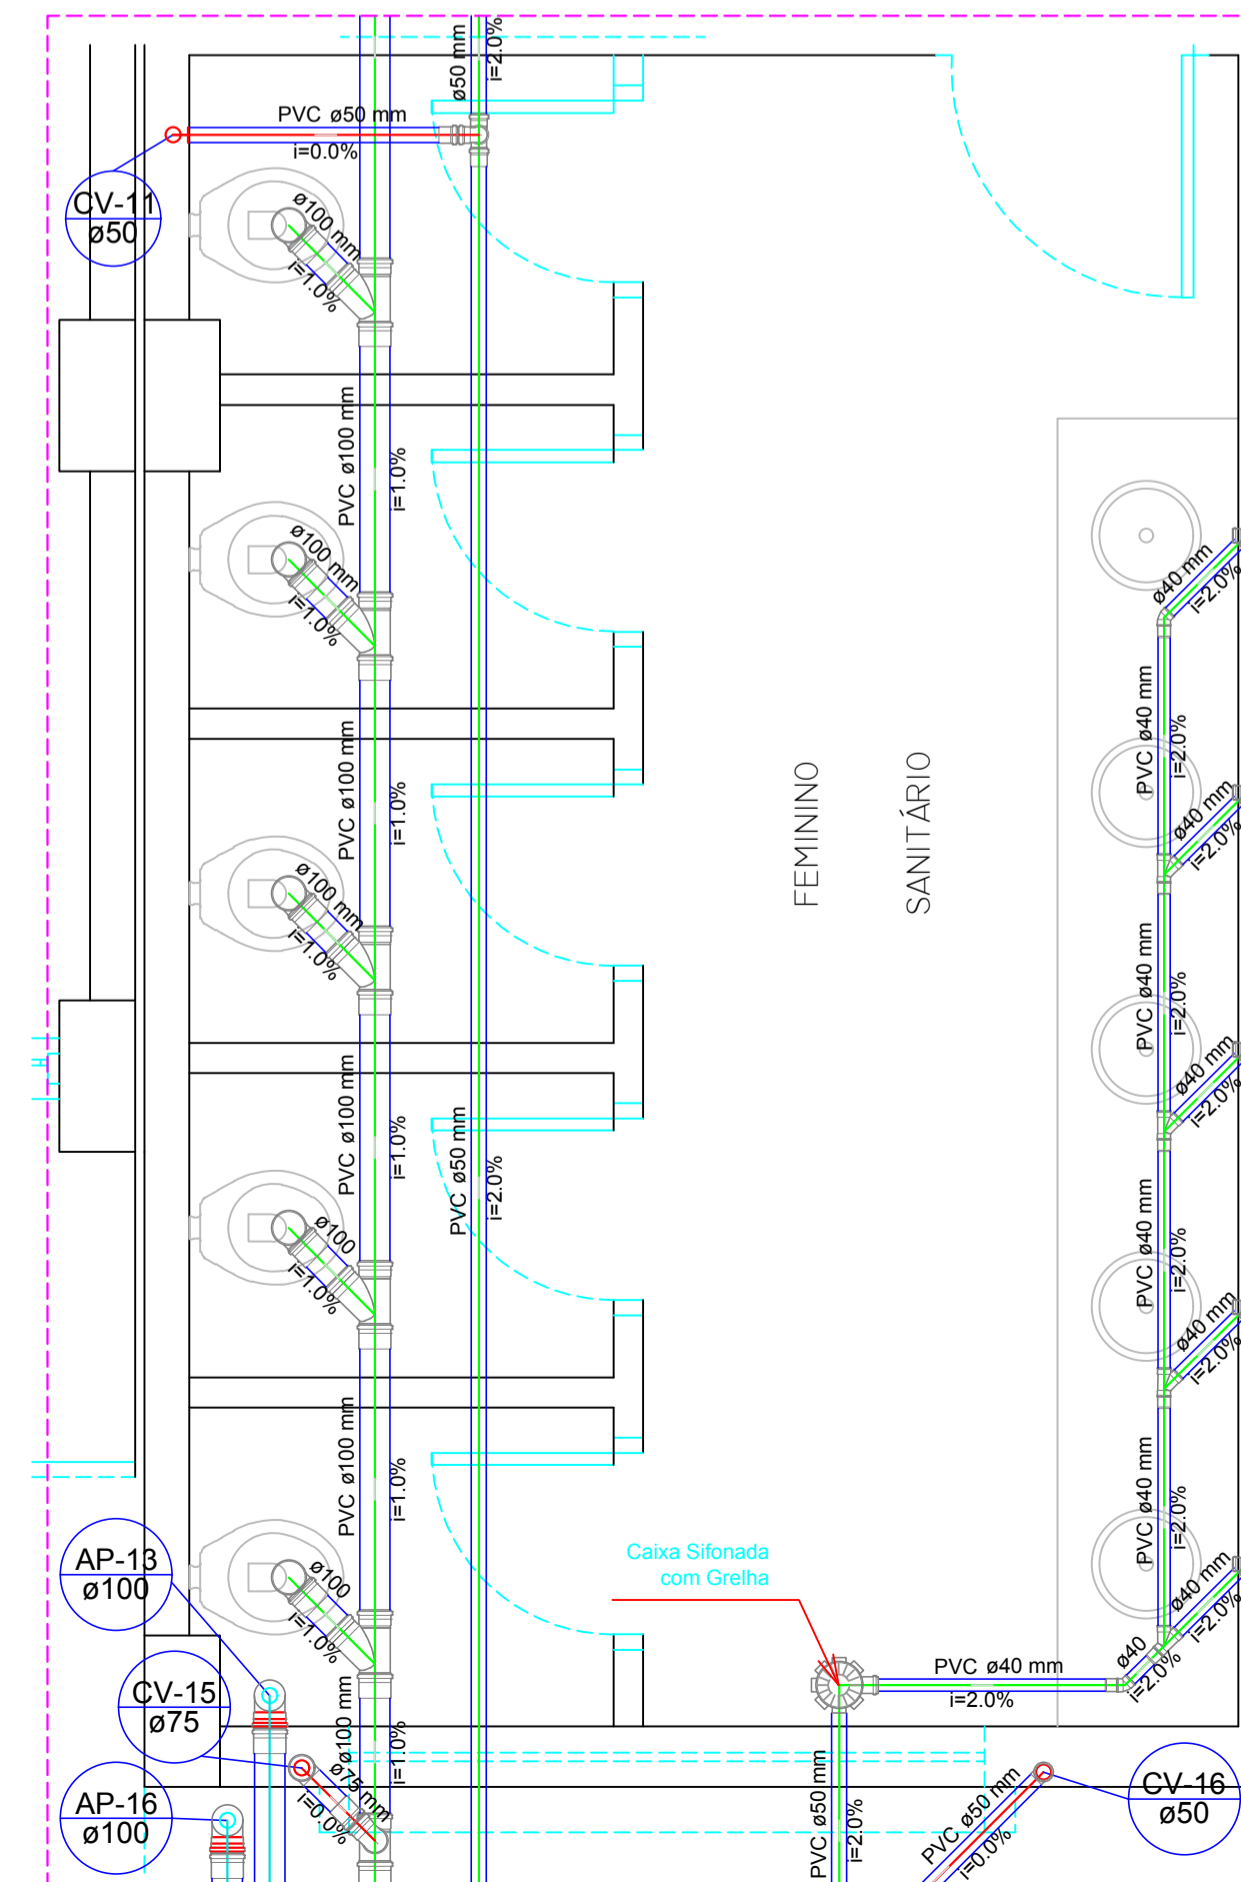 ø50 mm
i=2.0%
PVC ø50 mm
i=0.0%
CV-11
ø50
ø100 mm
i=1.0%
PVC ø100 mm
i=1.0%
ø100 mm
i=1.0%
ø40 mm
i=2.0%
PVC ø40 mm
i=2.0%
PVC ø100 mm
i=1.0%
FEMININO
SANITÁRIO
ø40 mm
i=2.0%
ø100 mm
i=1.0%
PVC ø40 mm
i=2.0%
ø40 mm
i=2.0%
PVC ø100 mm
i=1.0%
PVC ø50 mm
i=2.0%
PVC ø40 mm
i=2.0%
ø100
i=1.0%
ø40 mm
i=2.0%
PVC ø100 mm
i=1.0%
PVC ø40 mm
i=2.0%
AP-13
ø100
ø100
i=1.0%
Caixa Sifonada
com Grelha
ø40 mm
i=2.0%
ø40
i=2.0%
PVC ø40 mm
i=2.0%
CV-15
ø75
ø100 mm
i=1.0%
ø75 mm
i=0.0%
AP-16
ø100
PVC ø50 mm
i=2.0%
PVC ø50 mm
i=0.0%
CV-16
ø50